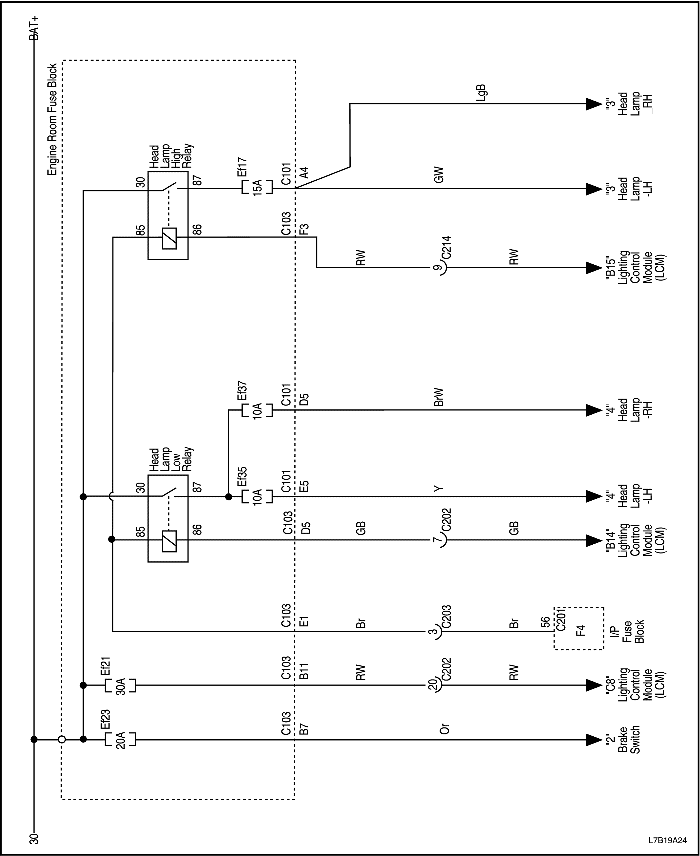 BAT+
30
Engine Room Fuse Block
Head
Lamp
High
Relay
30
87
85
86
Ef17
15A
C101
A4
C103
F3
LgB
"3"
Head
Lamp
-RH
GW
"3"
Head
Lamp
-LH
RW
9
C214
RW
"B15"
Lighting
Control
Module
(LCM)
Ef37
10A
C101
D5
BrW
"4"
Head
Lamp
-RH
Head
Lamp
Low
Relay
30
87
85
86
Ef35
10A
C101
E5
Y
"4"
Head
Lamp
-LH
C103
D5
GB
7
C202
GB
"B14"
Lighting
Control
Module
(LCM)
C103
E1
Br
3
C203
Br
56
C201
F4
I/P
Fuse
Block
Ef21
30A
C103
B11
RW
20
C202
RW
"C8"
Lighting
Control
Module
(LCM)
Ef23
20A
C103
B7
Or
"2"
Brake
Switch
L7B19A24